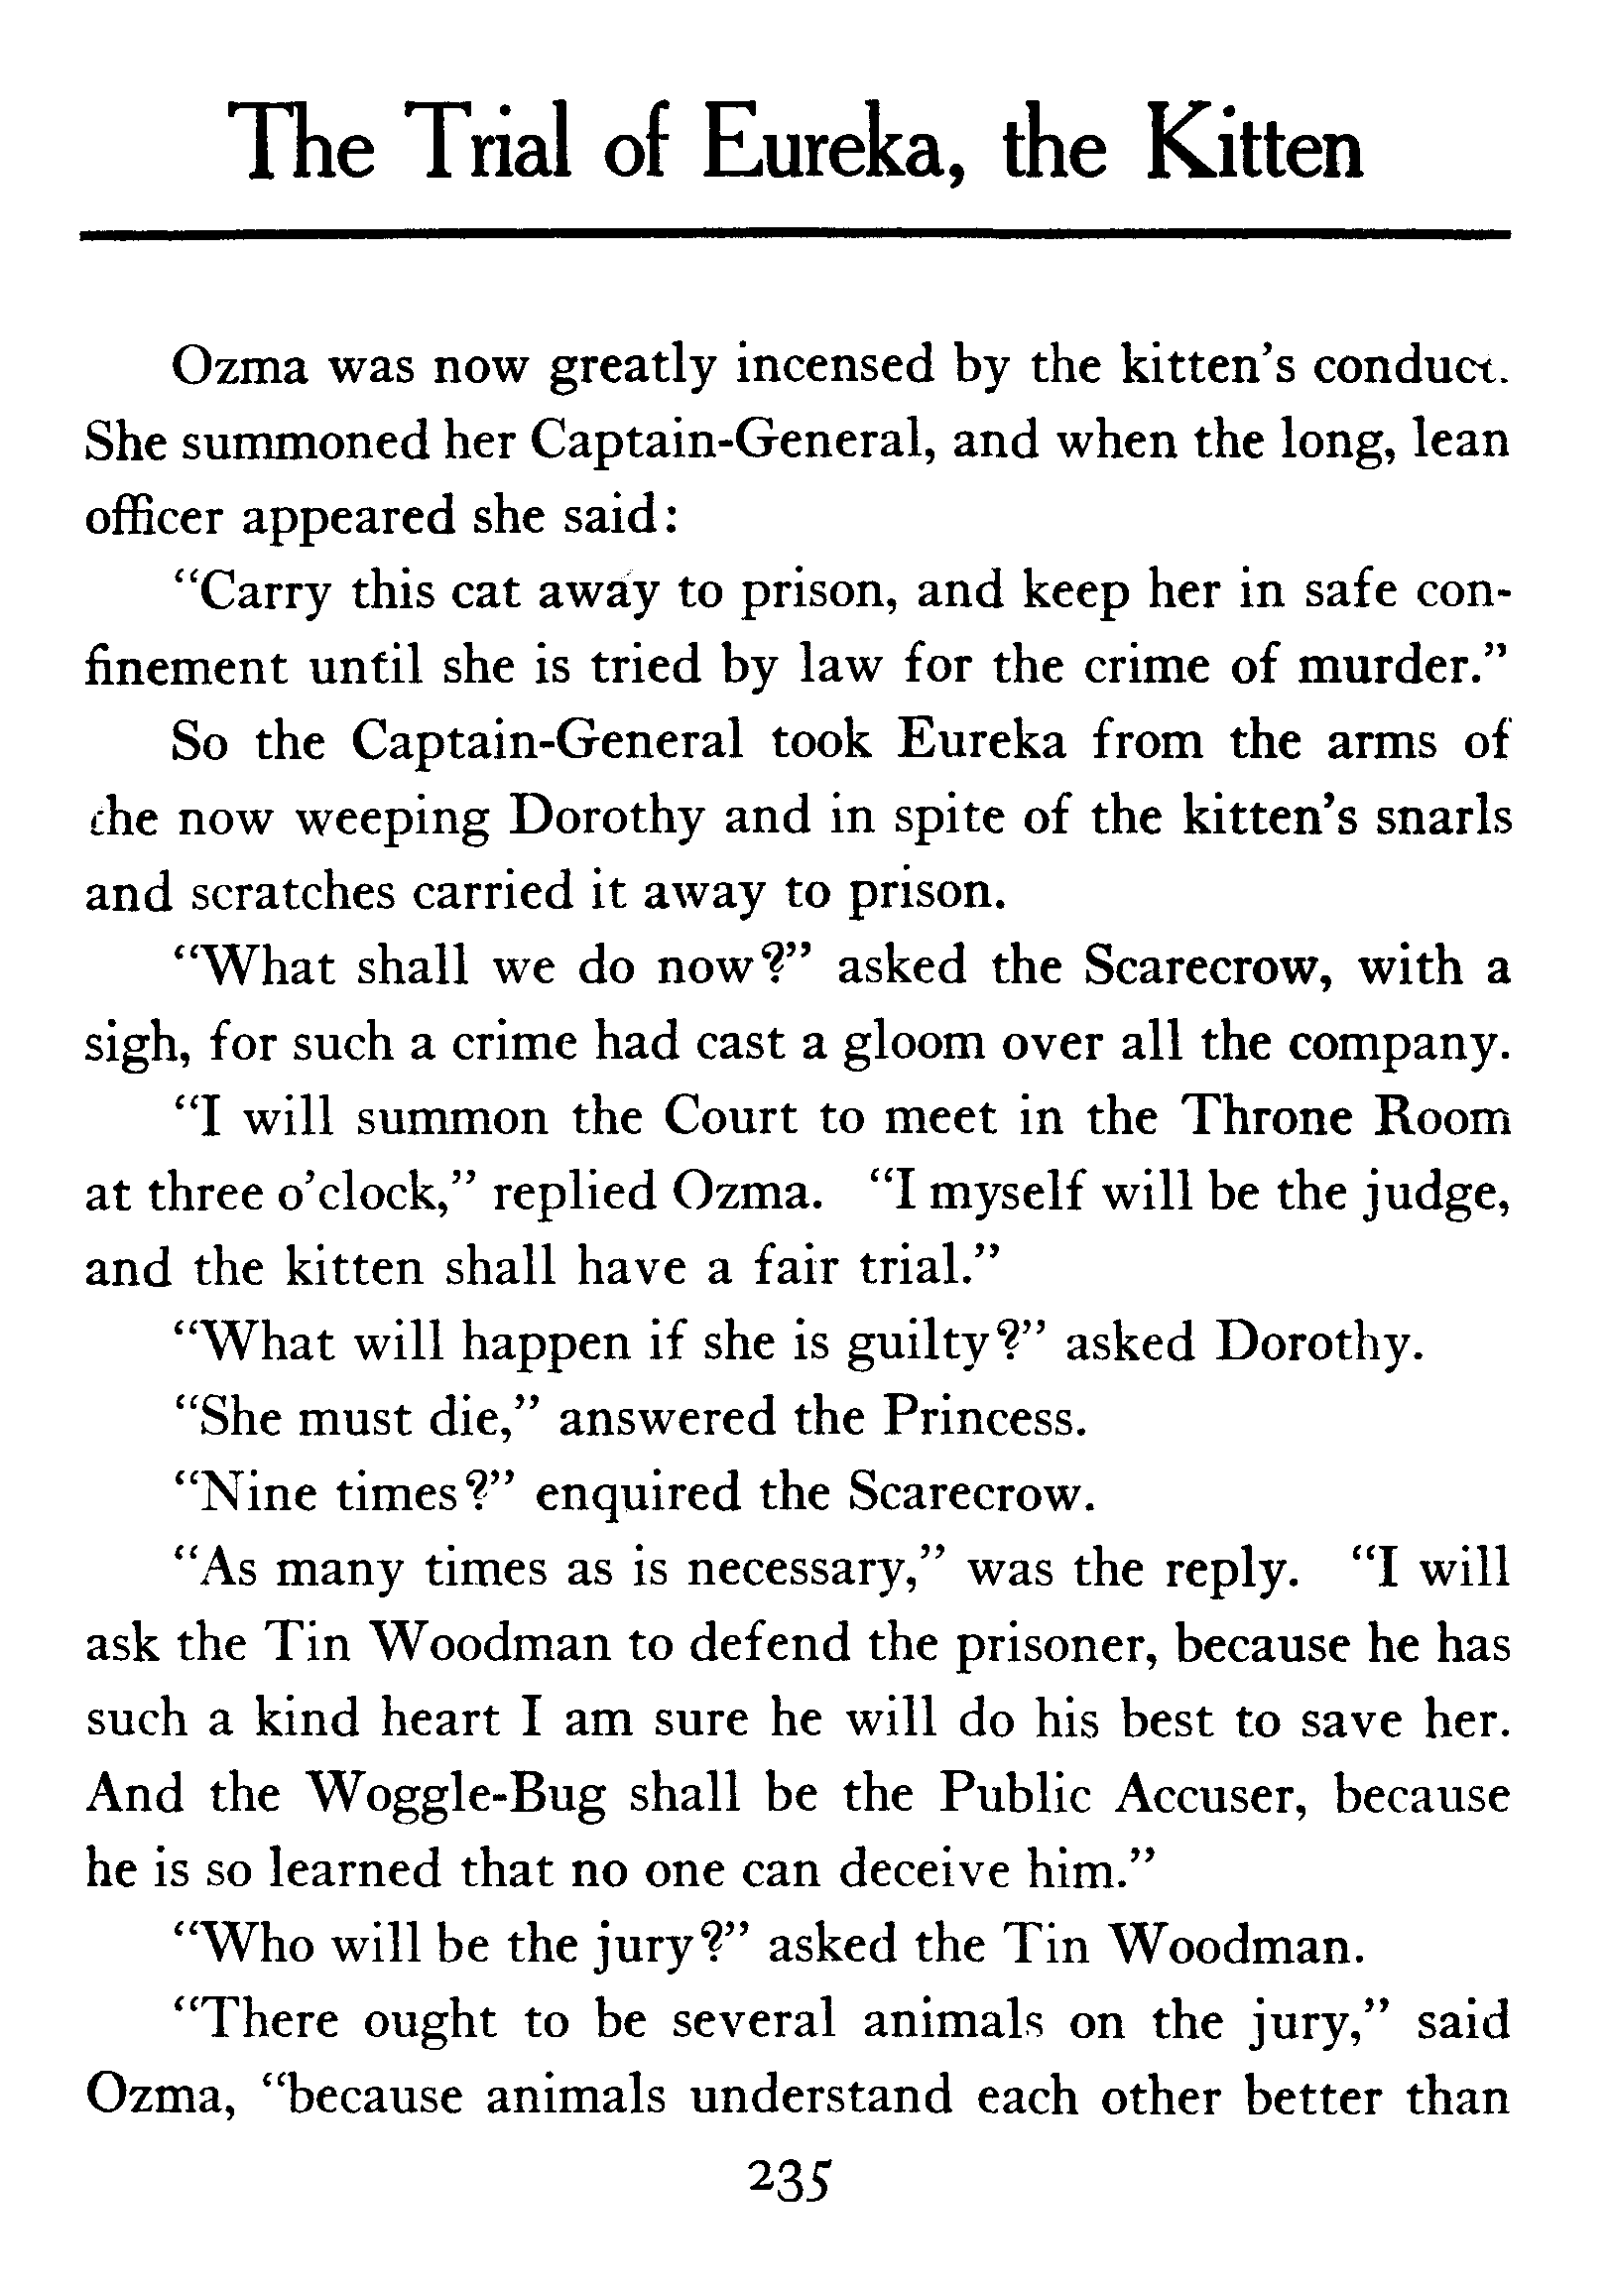 The Trial of Eureka, the Kitten
Ozma was now greatly incensed by the kitten's conduct.
She summoned her Captain-General, and when the long, lean
officer appeared she said:
"Carry this cat away to prison, and keep her in safe con-
finement until she is tried by law for the crime of murder."
So the Captain-General took Eureka from the arms of
the now weeping Dorothy and in spite of the kitten's snarls
and scratches carried it away to prison.
"What shall we do now?" asked the Scarecrow, with a
sigh, for such a crime had cast a gloom over all the company.
"I will summon the Court to meet in the Throne Room
at three o'clock," replied Ozma. "I myself will be the judge,
and the kitten shall have a fair trial."
"What will happen if she is guilty?" asked Dorothy.
"She must die," answered the Princess.
"Nine times?" enquired the Scarecrow.
"As many times as is necessary," was the reply. "I will
ask the Tin Woodman to defend the prisoner, because he has
such a kind heart I am sure he will do his best to save her.
And the Woggle-Bug shall be the Public Accuser, because
he is so learned that no one can deceive him."
"Who will be the jury?" asked the Tin Woodman.
"There ought to be several animals on the jury," said
Ozma, "because animals understand each other better than
235